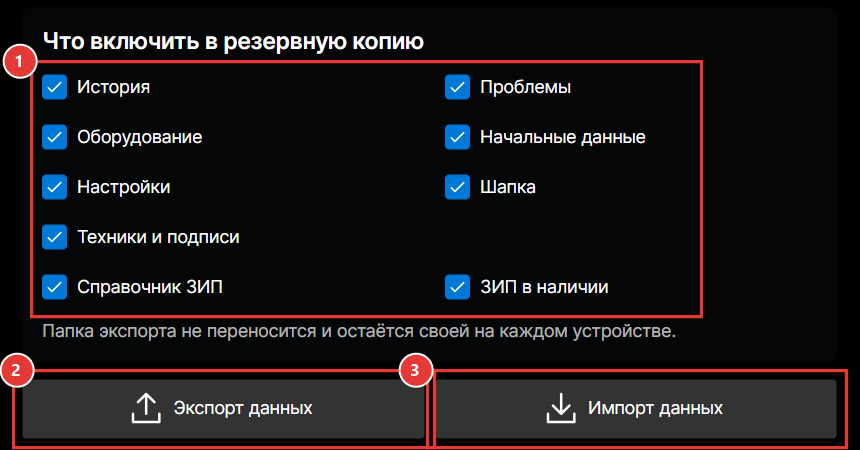 Что включить в резервную копию
1
История Проблемы
Оборудование Начальные данные
Настройки Шапка
Техники и подписи
Справочник ЗИП ЗИП в наличии
Папка экспорта не переносится и остаётся своей на каждом устройстве.
2 3
Экспорт данных Импорт данных